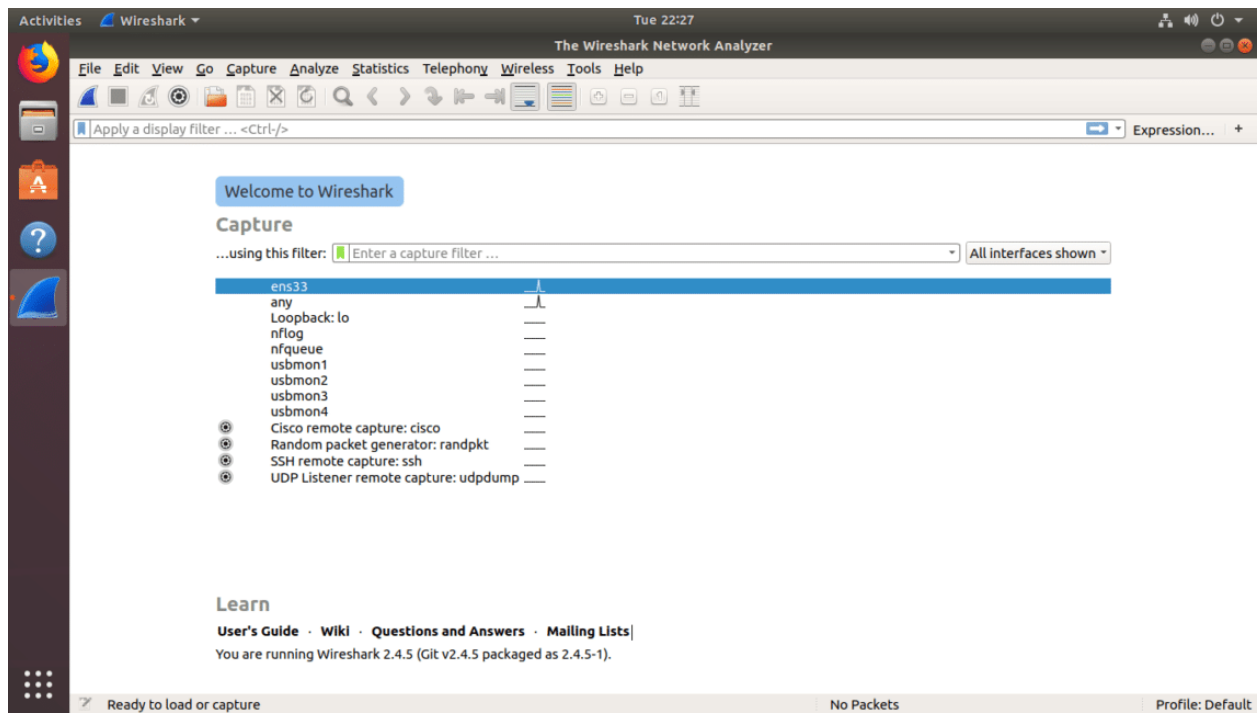 Activities Wireshark Tue 22:27
The Wireshark Network Analyzer
File Edit View Go Capture Analyze Statistics Telephony Wireless Tools Help
Apply a display filter ... <Ctrl-/> Expression... +
Welcome to Wireshark
Capture
...using this filter: Enter a capture filter ... All interfaces shown
ens33
any
Loopback: lo
nflog
nfqueue
usbmon1
usbmon2
usbmon3
usbmon4
Cisco remote capture: cisco
Random packet generator: randpkt
SSH remote capture: ssh
UDP Listener remote capture: udpdump
Learn
User's Guide · Wiki · Questions and Answers · Mailing Lists
You are running Wireshark 2.4.5 (Git v2.4.5 packaged as 2.4.5-1).
Ready to load or capture No Packets Profile: Default